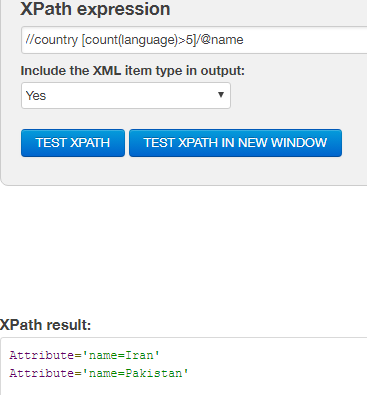 XPath expression
//country [count(language)>5]/@name
Include the XML item type in output:
Yes
TEST XPATH TEST XPATH IN NEW WINDOW
XPath result:
Attribute='name=Iran'
Attribute='name=Pakistan'